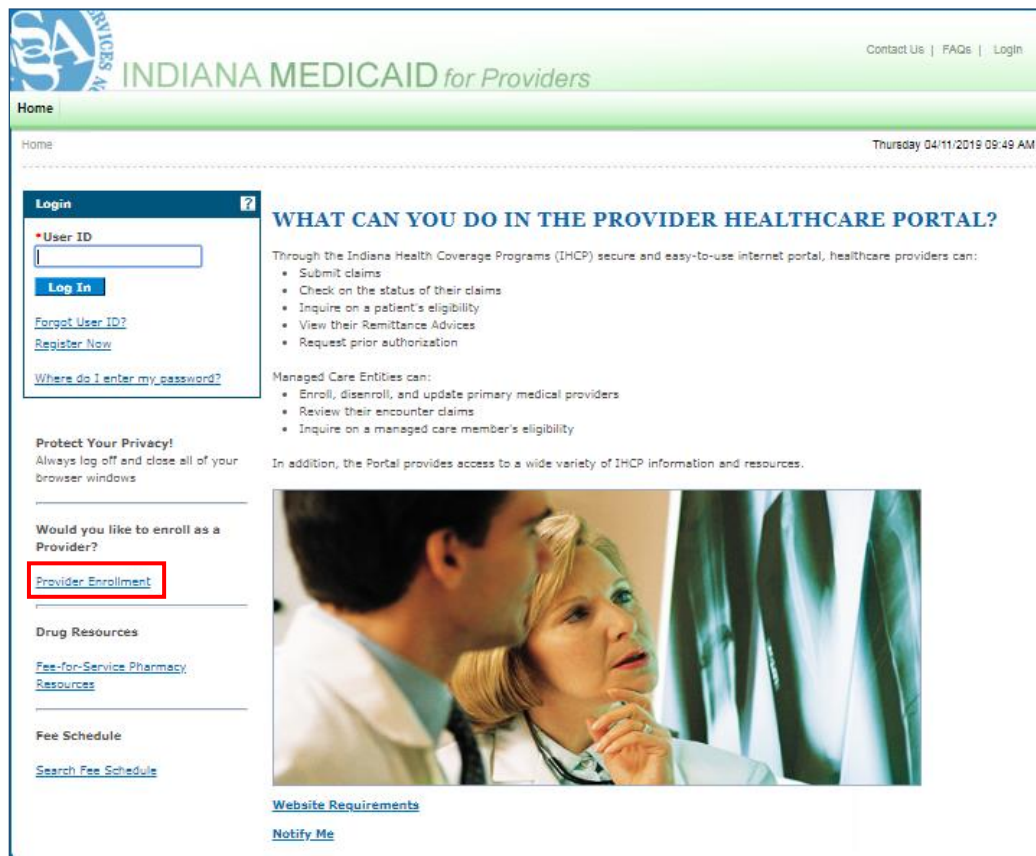 SERVICES
Contact Us | FAQs | Login
INDIANA MEDICAID for Providers
Home
Home
Thursday 04/11/2019 09:49 AM
Login
?
*User ID
Log In
Forgot User ID?
Register Now
Where do I enter my password?
Protect Your Privacy!
Always log off and close all of your
browser windows
Would you like to enroll as a
Provider?
Provider Enrollment
Drug Resources
Fee-for-Service Pharmacy
Resources
Fee Schedule
Search Fee Schedule
WHAT CAN YOU DO IN THE PROVIDER HEALTHCARE PORTAL?
Through the Indiana Health Coverage Programs (IHCP) secure and easy-to-use internet portal, healthcare providers can:
• Submit claims
• Check on the status of their claims
• Inquire on a patient's eligibility
• View their Remittance Advices
• Request prior authorization
Managed Care Entities can:
• Enroll, disenroll, and update primary medical providers
• Review their encounter claims
• Inquire on a managed care member's eligibility
In addition, the Portal provides access to a wide variety of IHCP information and resources.
Website Requirements
Notify Me